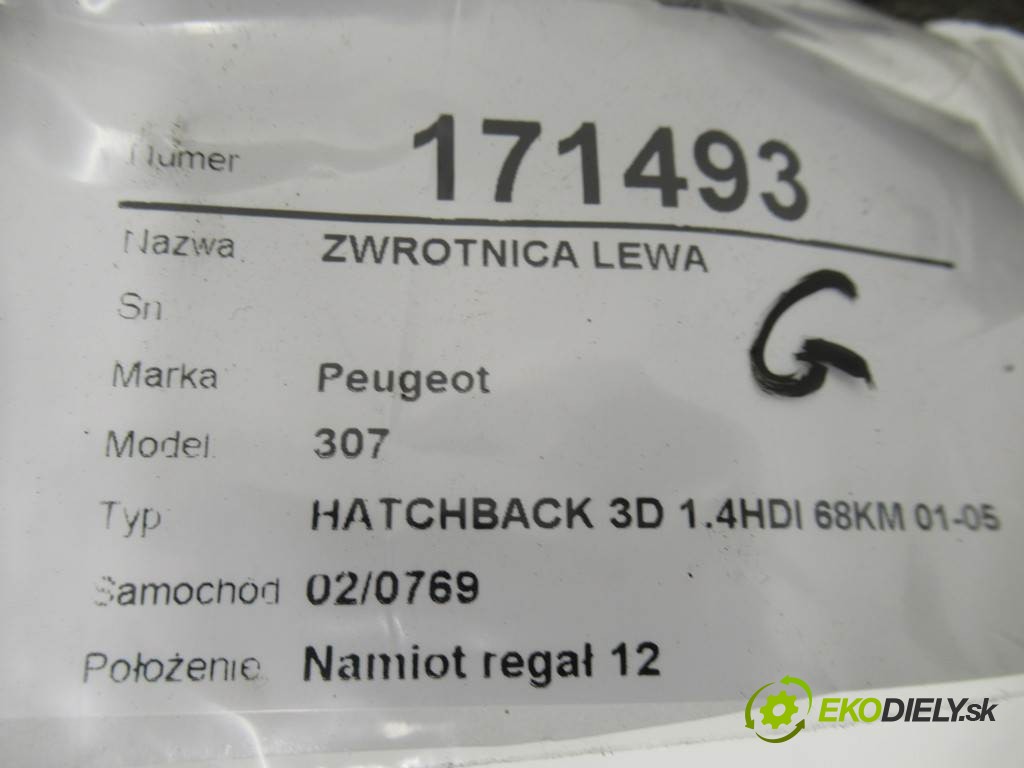 Numer 171493
Nazwa ZWROTNICA LEWA
Sn
G
Marka Peugeot
Model 307
Typ HATCHBACK 3D 1.4HDI 68KM 01-05
Samochód 02/0769
Położenie Namiot regał 12
EKODIELY.sk